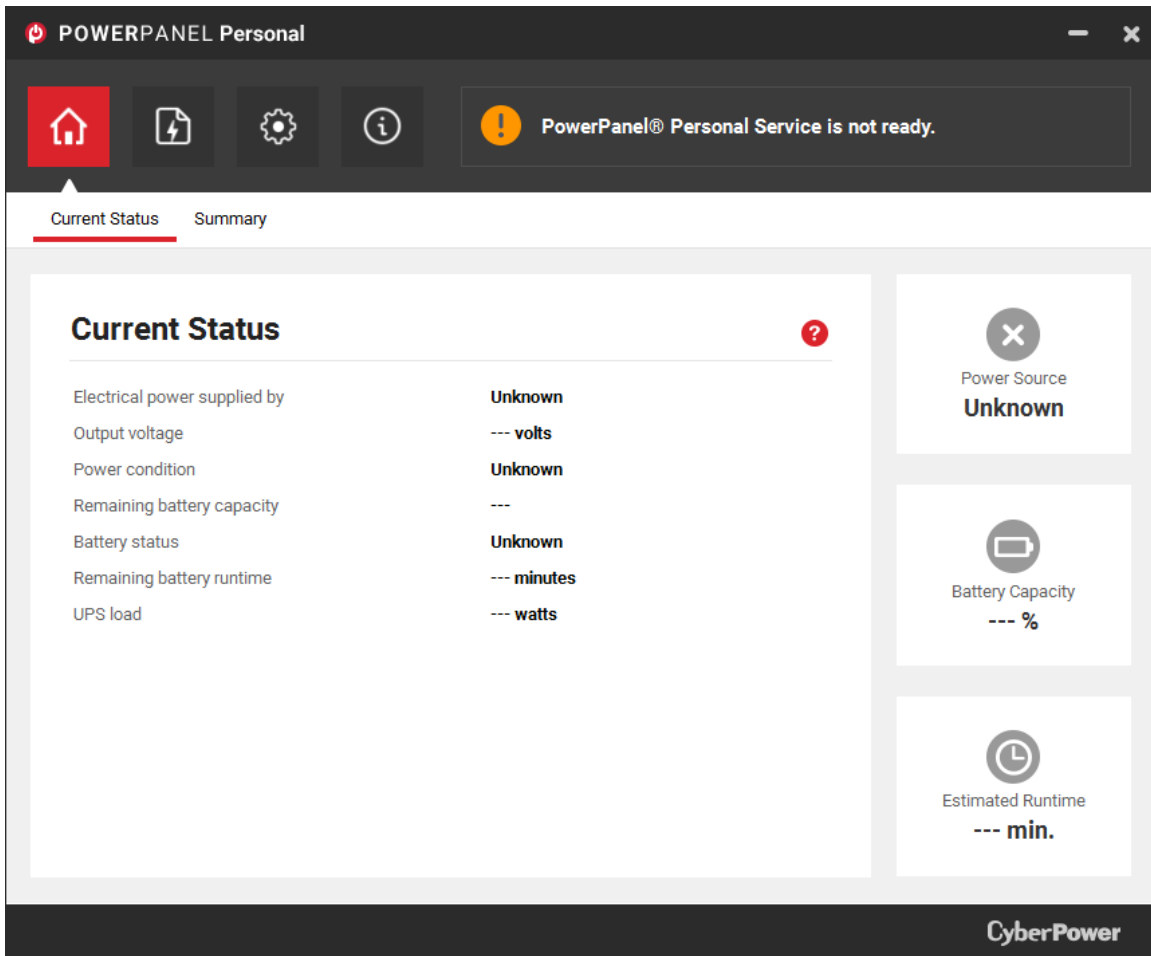 POWERPANEL Personal
PowerPanel® Personal Service is not ready.
Current Status Summary
Current Status
Electrical power supplied by Unknown
Output voltage --- volts
Power condition Unknown
Remaining battery capacity ---
Battery status Unknown
Remaining battery runtime --- minutes
UPS load --- watts
Power Source
Unknown
Battery Capacity
--- %
Estimated Runtime
--- min.
CyberPower